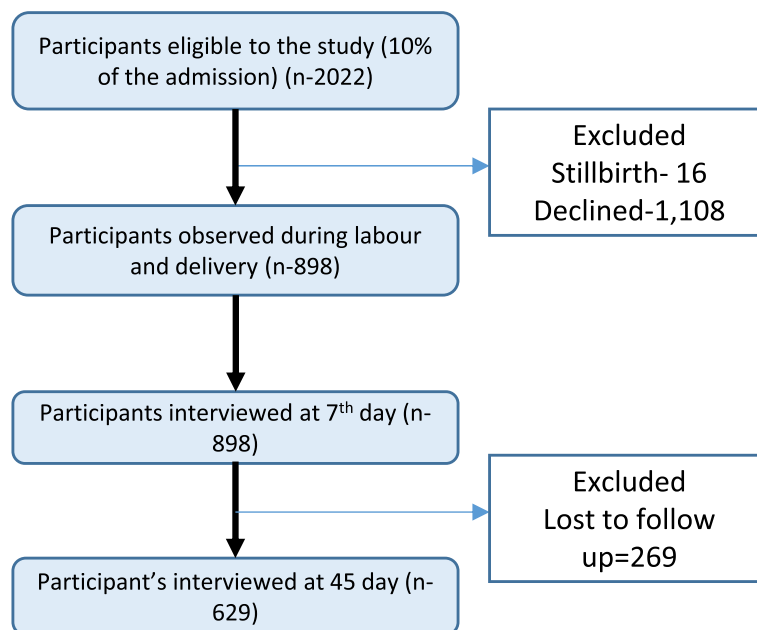 Participants eligible to the study (10%
of the admission) (n-2022)
Excluded
Stillbirth- 16
Declined-1,108
Participants observed during labour
and delivery (n-898)
Participants interviewed at 7th day (n-
898)
Excluded
Lost to follow
up=269
Participant’s interviewed at 45 day (n-
629)